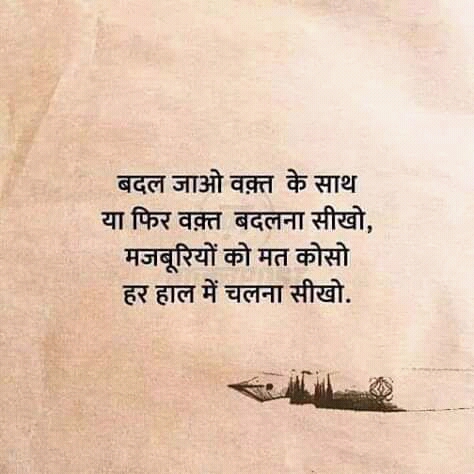 बदल जाओ वक़्त के साथ
या फिर वक़्त बदलना सीखो,
मजबूरियों को मत कोसो
हर हाल में चलना सीखो.